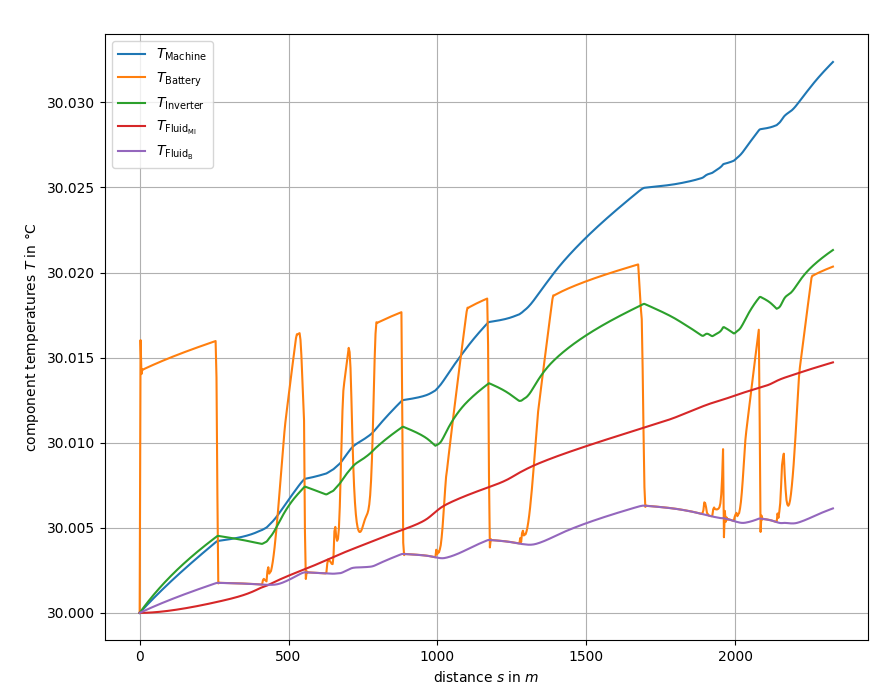 T_Machine
T_Battery
T_Inverter
T_Fluid_MI
T_Fluid_B
30.030
30.025
30.020
30.015
30.010
30.005
30.000
component temperatures T in °C
0 500 1000 1500 2000
distance s in m